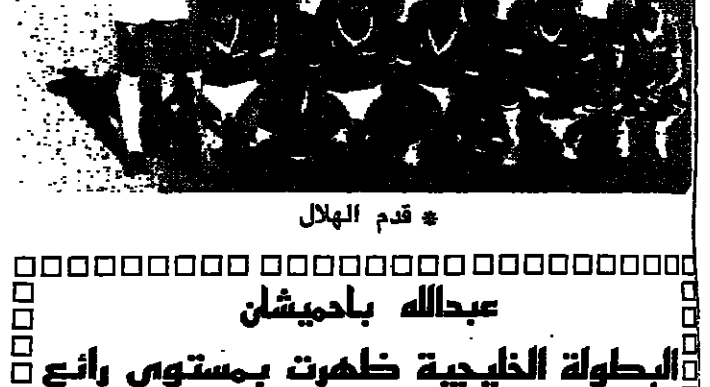 * قدم الهلال
عبدالله باحميشان
البطولة الخليجية ظهرت بمستوى رائع